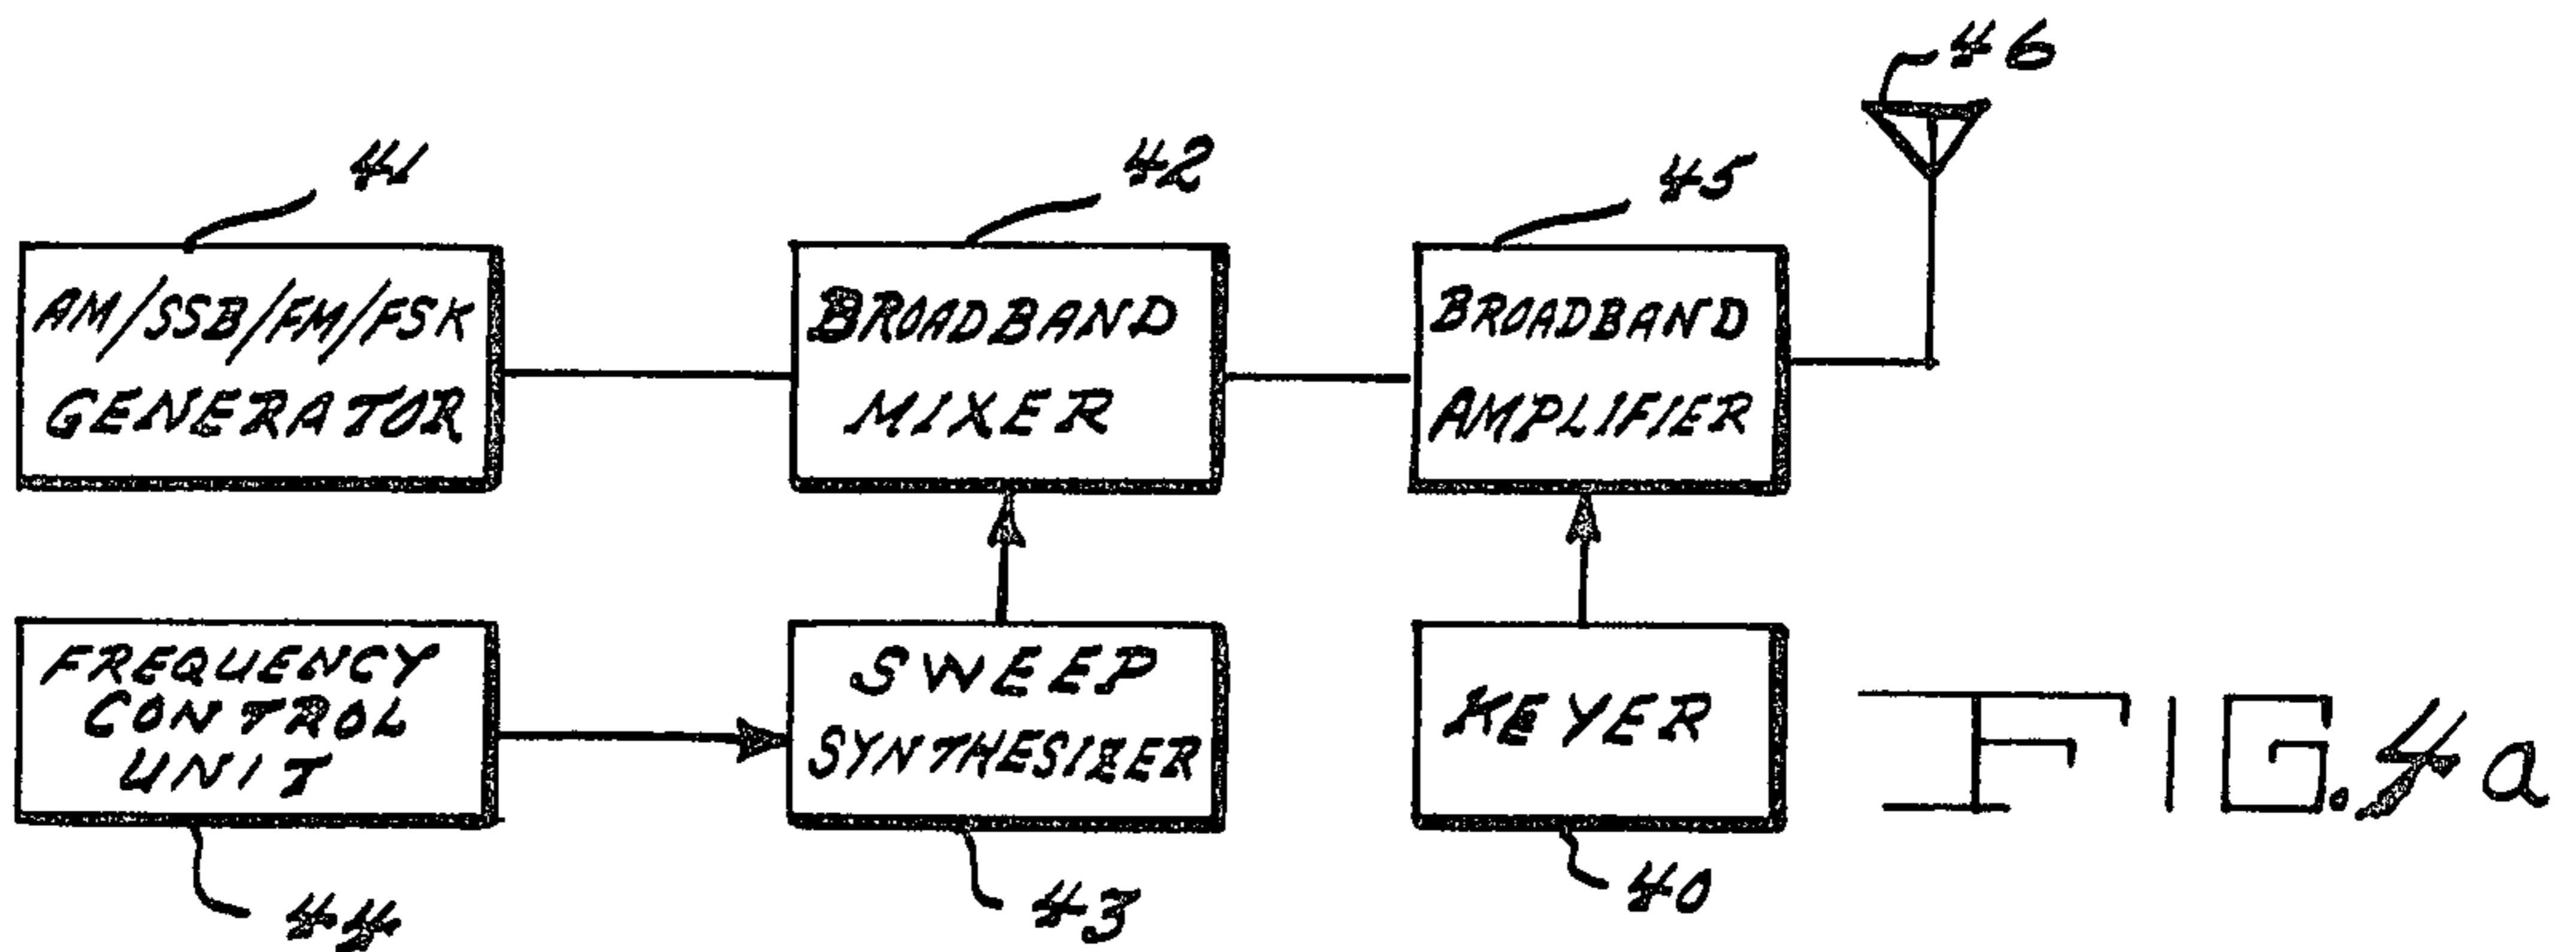 46
41
42
45
AM/SSB/FM/FSK
GENERATOR
BROADBAND
MIXER
BROADBAND
AMPLIFIER
FREQUENCY
CONTROL
UNIT
SWEEP
SYNTHESIZER
KEYER
FIG. 4a
44
43
40